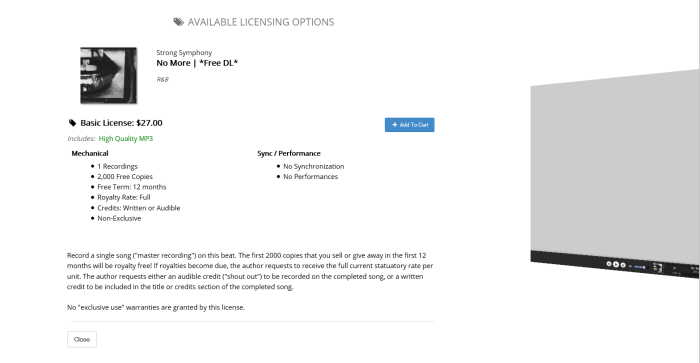 AVAILABLE LICENSING OPTIONS
Strong Symphony
No More | *Free DL*
R&B
Basic License: $27.00
+ Add To Cart
Includes: High Quality MP3
Mechanical
• 1 Recordings
• 2,000 Free Copies
• Free Term: 12 months
• Royalty Rate: Full
• Credits: Written or Audible
• Non-Exclusive
Sync / Performance
• No Synchronization
• No Performances
Record a single song ("master recording") on this beat. The first 2000 copies that you sell or give away in the first 12
months will be royalty free! If royalties become due, the author requests to receive the full current statuatory rate per
unit. The author requests either an audible credit ("shout out") to be recorded on the completed song, or a written
credit to be included in the title or credits section of the completed song.
No "exclusive use" warranties are granted by this license.
Close